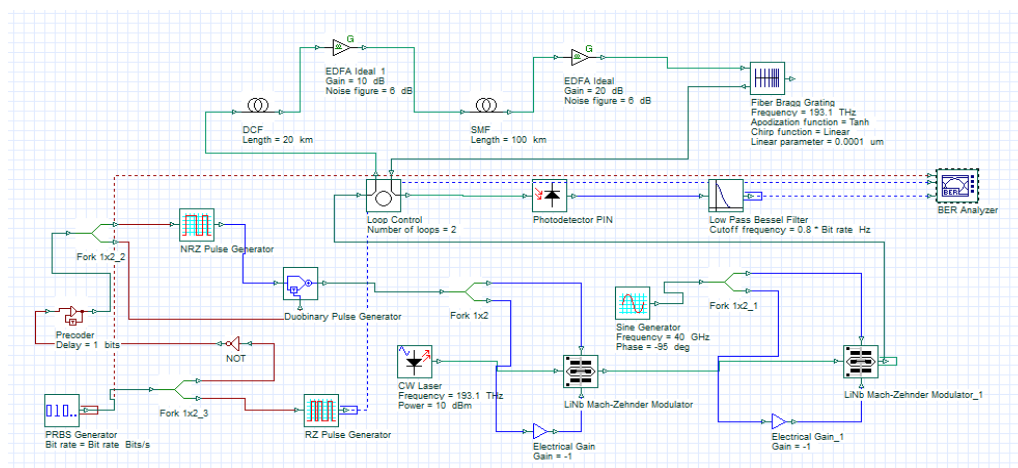 G
EDFA Ideal 1
Gain = 10 dB
Noise figure = 6 dB
G
EDFA Ideal
Gain = 20 dB
Noise figure = 6 dB
Fiber Bragg Grating
Frequency = 193.1 THz
Apodization function = Tanh
Chirp function = Linear
Linear parameter = 0.0001 um
DCF
Length = 20 km
SMF
Length = 100 km
Loop Control
Number of loops = 2
Photodetector PIN
Low Pass Bessel Filter
Cutoff frequency = 0.8 * Bit rate Hz
BER
BER Analyzer
NRZ Pulse Generator
Fork 1x2_2
Duobinary Pulse Generator
Fork 1x2
Sine Generator
Frequency = 40 GHz
Phase = -95 deg
Fork 1x2_1
Precoder
Delay = 1 bits
NOT
CW Laser
Frequency = 193.1 THz
Power = 10 dBm
LiNb Mach-Zehnder Modulator
LiNb Mach-Zehnder Modulator_1
010..
PRBS Generator
Bit rate = Bit rate Bits/s
Fork 1x2_3
RZ Pulse Generator
Electrical Gain
Gain = -1
Electrical Gain_1
Gain = -1